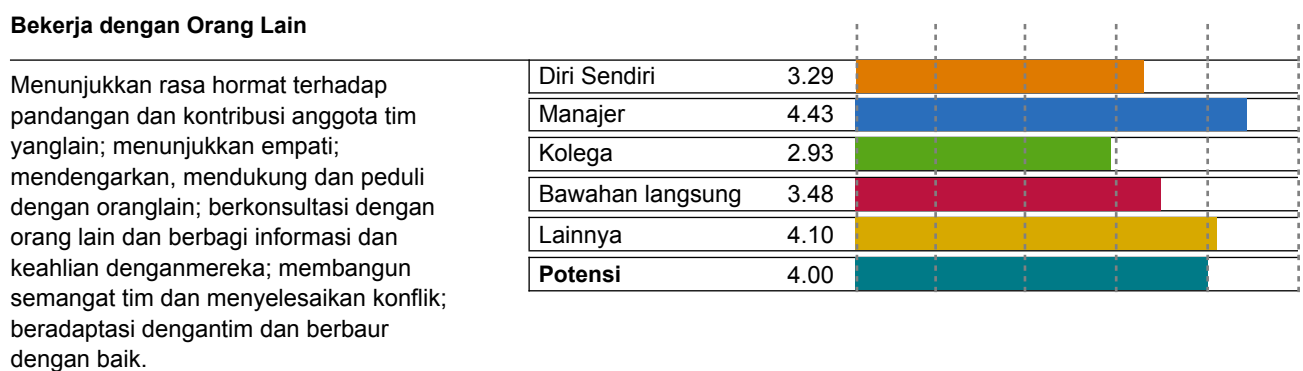 Bekerja dengan Orang Lain
Menunjukkan rasa hormat terhadap
pandangan dan kontribusi anggota tim
yanglain; menunjukkan empati;
mendengarkan, mendukung dan peduli
dengan oranglain; berkonsultasi dengan
orang lain dan berbagi informasi dan
keahlian denganmereka; membangun
semangat tim dan menyelesaikan konflik;
beradaptasi dengantim dan berbaur
dengan baik.
Diri Sendiri 3.29
Manajer 4.43
Kolega 2.93
Bawahan langsung 3.48
Lainnya 4.10
Potensi 4.00